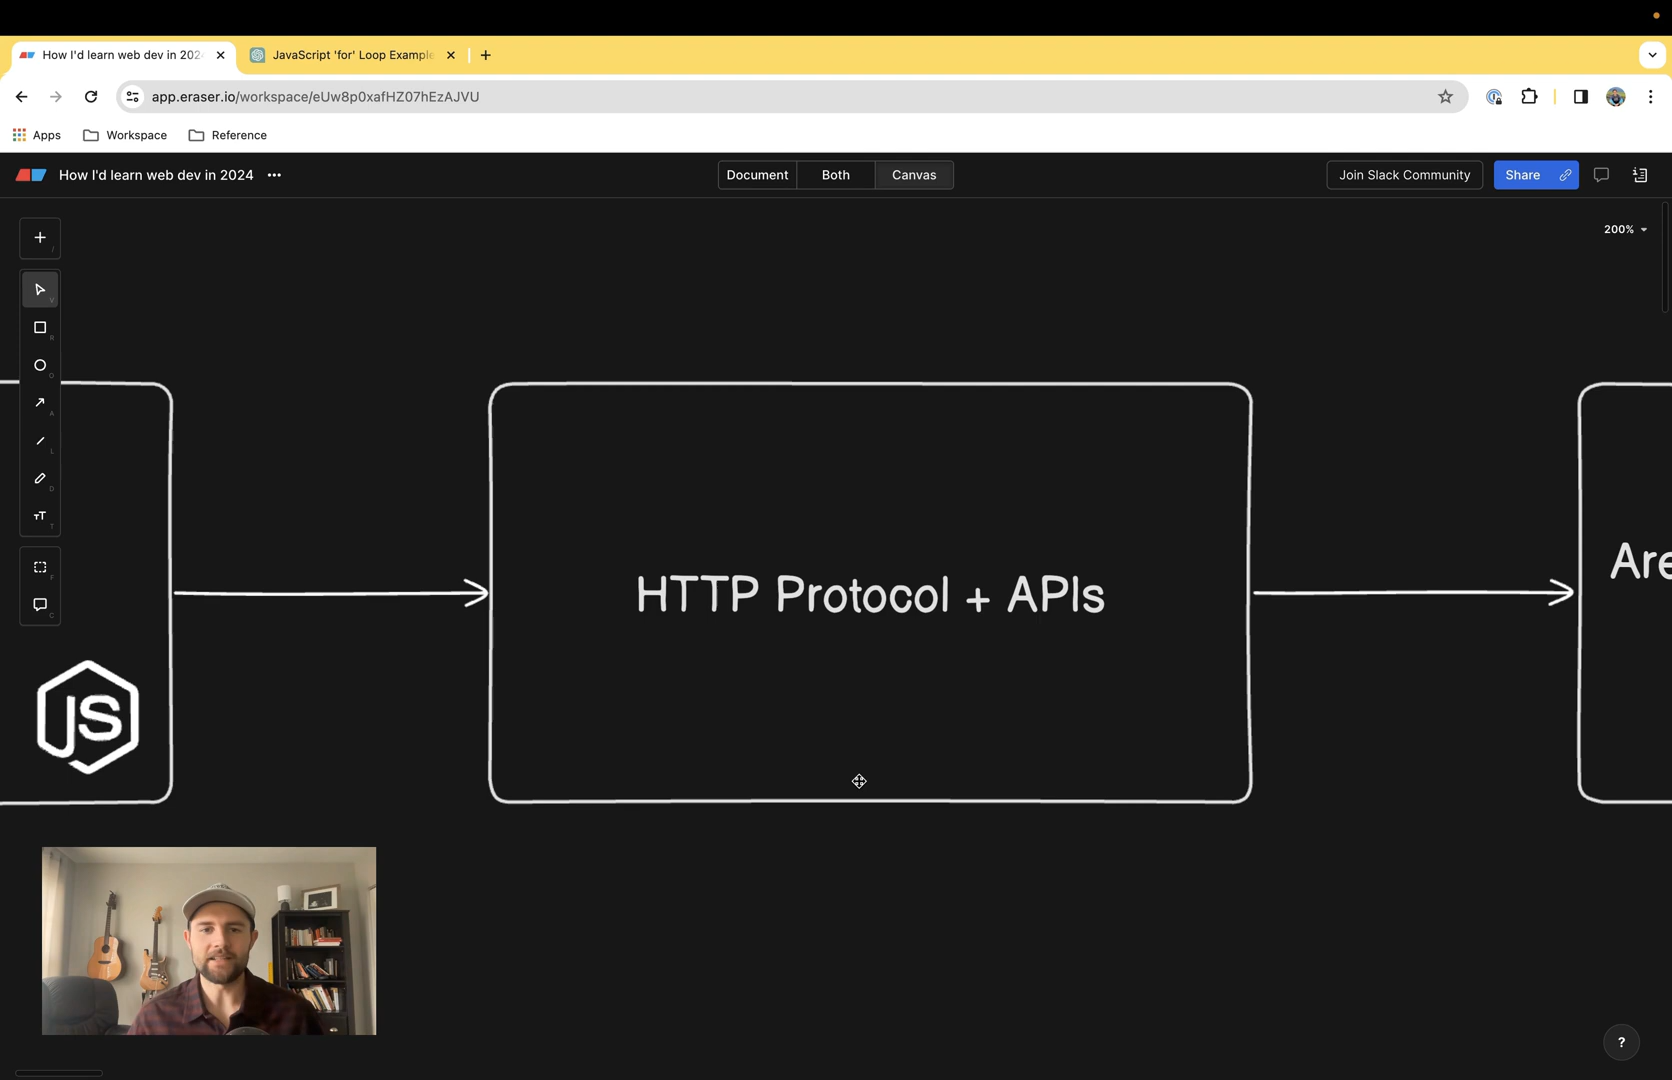 How I'd learn web dev in 202
JavaScript 'for' Loop Example
app.eraser.io/workspace/eUw8p0xafHZ07hEzAJVU
Apps
Workspace
Reference
How I'd learn web dev in 2024
Document
Both
Canvas
Join Slack Community
Share
200%
/
V
R
O
A
L
D
T
F
C
JS
HTTP Protocol + APIs
Are
?